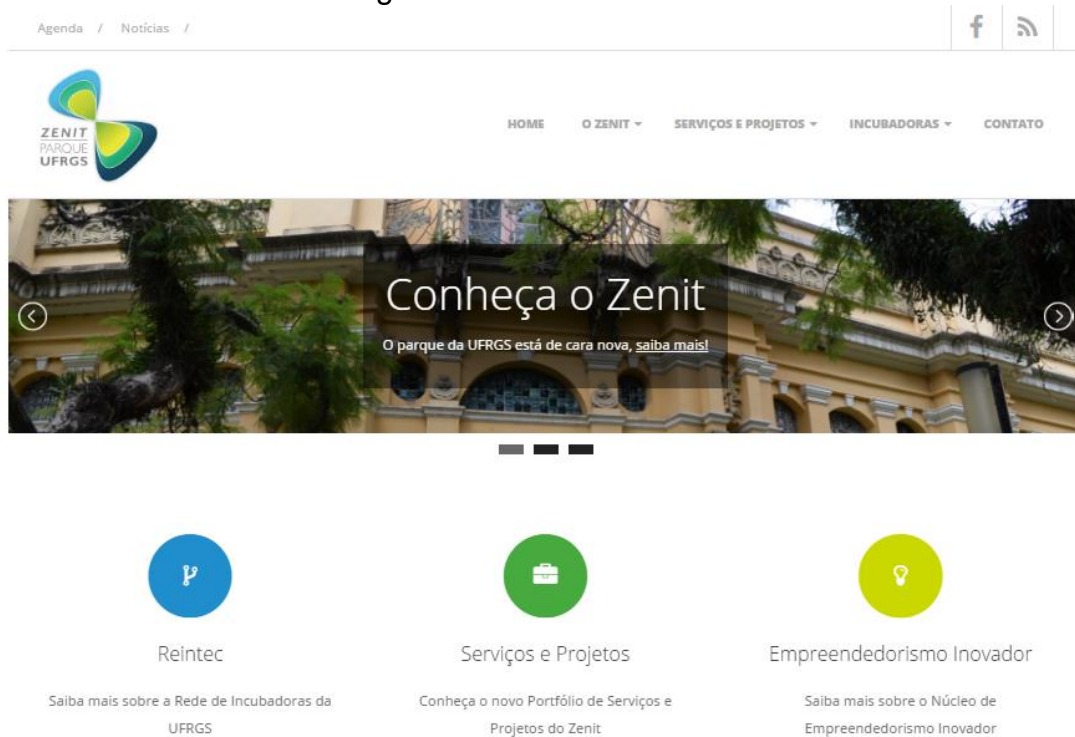 Agenda / Notícias /
ZENIT
PARQUE
UFRGS
HOME O ZENIT SERVIÇOS E PROJETOS INCUBADORAS CONTATO
Conheça o Zenit
O parque da UFRGS está de cara nova, saiba mais!
Reintec
Saiba mais sobre a Rede de Incubadoras da
UFRGS
Serviços e Projetos
Conheça o novo Portfólio de Serviços e
Projetos do Zenit
Empreendedorismo Inovador
Saiba mais sobre o Núcleo de
Empreendedorismo Inovador